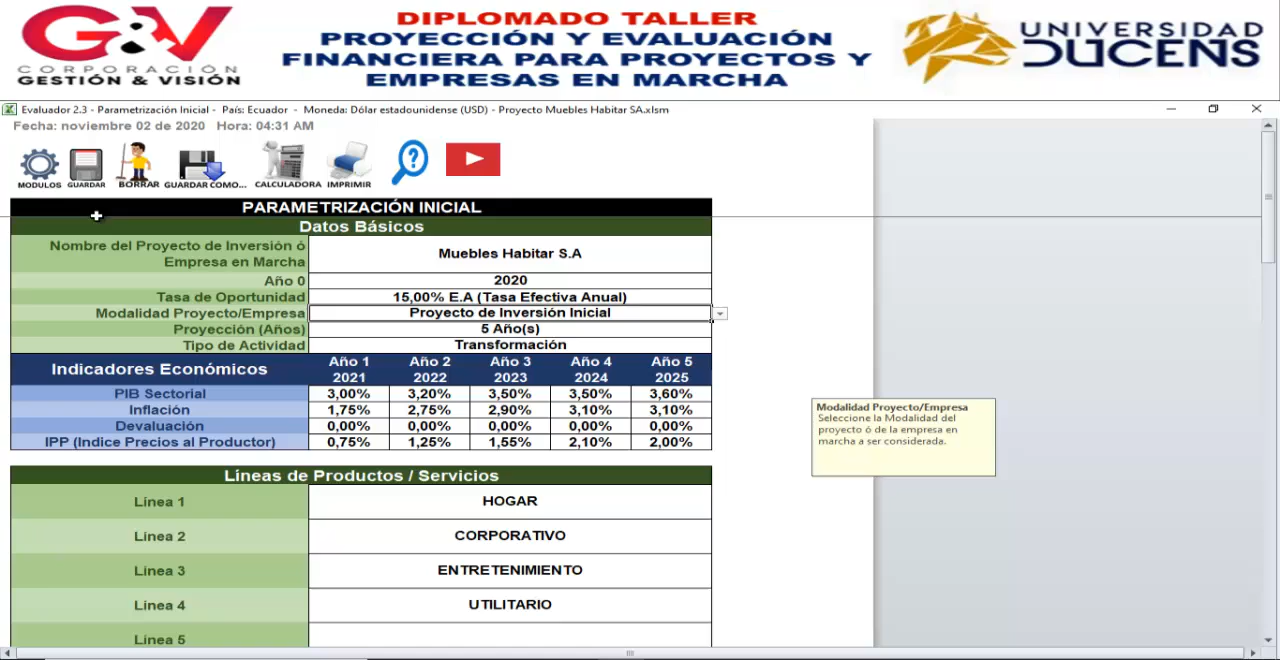 G&V
CORPORACIÓN
GESTIÓN & VISIÓN
DIPLOMADO TALLER
PROYECCIÓN Y EVALUACIÓN
FINANCIERA PARA PROYECTOS Y
EMPRESAS EN MARCHA
UNIVERSIDAD
DUCENS
Evaluador 2.3 - Parametrización Inicial - País: Ecuador - Moneda: Dólar estadounidense (USD) - Proyecto Muebles Habitar SA.xlsm
Fecha: noviembre 02 de 2020 Hora: 04:31 AM
MODULOS GUARDAR BORRAR GUARDAR COMO... CALCULADORA IMPRIMIR
PARAMETRIZACIÓN INICIAL
Datos Básicos
Nombre del Proyecto de Inversión ó
Empresa en Marcha
Muebles Habitar S.A
Año 0 2020
Tasa de Oportunidad 15,00% E.A (Tasa Efectiva Anual)
Modalidad Proyecto/Empresa Proyecto de Inversión Inicial
Proyección (Años) 5 Año(s)
Tipo de Actividad Transformación
Indicadores Económicos
Año 1 Año 2 Año 3 Año 4 Año 5
2021 2022 2023 2024 2025
PIB Sectorial 3,00% 3,20% 3,50% 3,50% 3,60%
Inflación 1,75% 2,75% 2,90% 3,10% 3,10%
Devaluación 0,00% 0,00% 0,00% 0,00% 0,00%
IPP (Indice Precios al Productor) 0,75% 1,25% 1,55% 2,10% 2,00%
Modalidad Proyecto/Empresa
Seleccione la Modalidad del
proyecto ó de la empresa en
marcha a ser considerada.
Líneas de Productos / Servicios
Línea 1 HOGAR
Línea 2 CORPORATIVO
Línea 3 ENTRETENIMIENTO
Línea 4 UTILITARIO
Línea 5